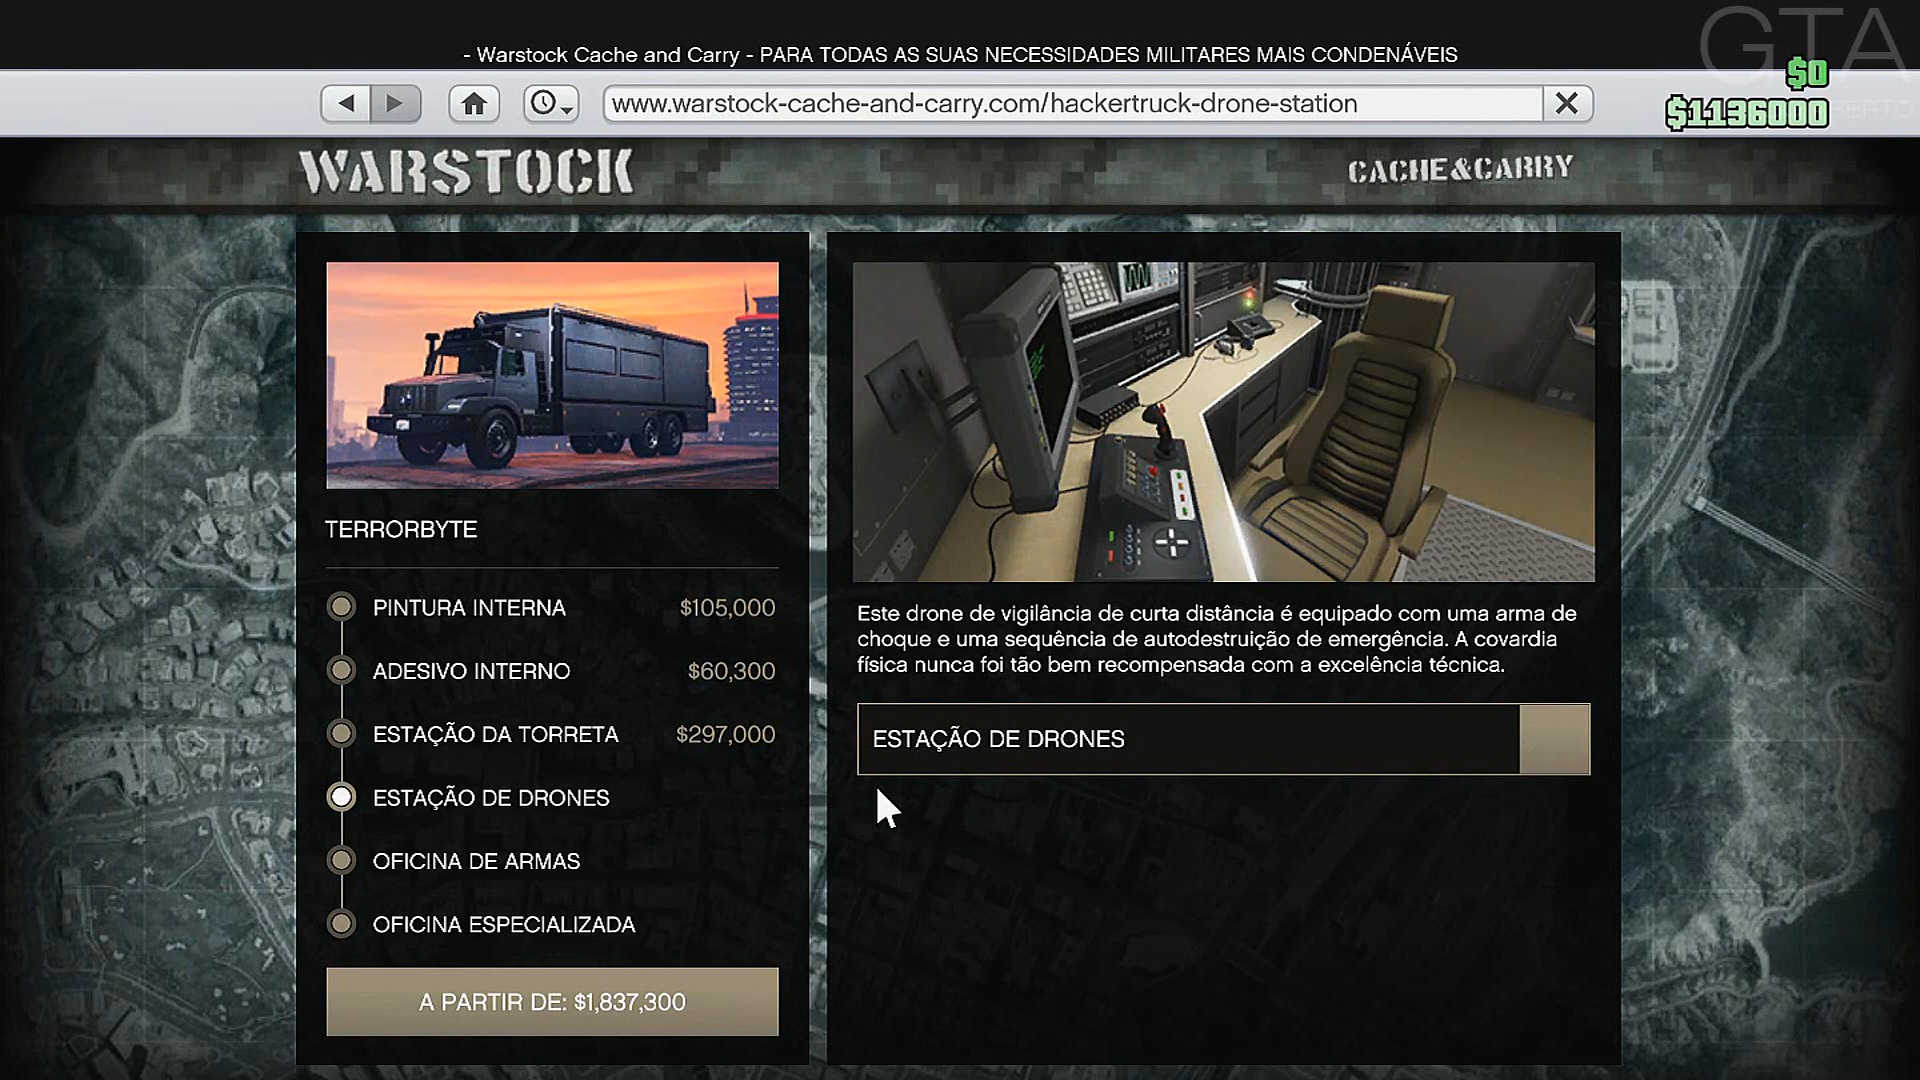 GTA
- Warstock Cache and Carry - PARA TODAS AS SUAS NECESSIDADES MILITARES MAIS CONDENÁVEIS
$0
www.warstock-cache-and-carry.com/hackertruck-drone-station
$1136000
WARSTOCK
CACHE&CARRY
TERRORBYTE
PINTURA INTERNA $105,000
ADESIVO INTERNO $60,300
ESTAÇÃO DA TORRETA $297,000
ESTAÇÃO DE DRONES
OFICINA DE ARMAS
OFICINA ESPECIALIZADA
A PARTIR DE: $1,837,300
Este drone de vigilância de curta distância é equipado com uma arma de
choque e uma sequência de autodestruição de emergência. A covardia
física nunca foi tão bem recompensada com a excelência técnica.
ESTAÇÃO DE DRONES